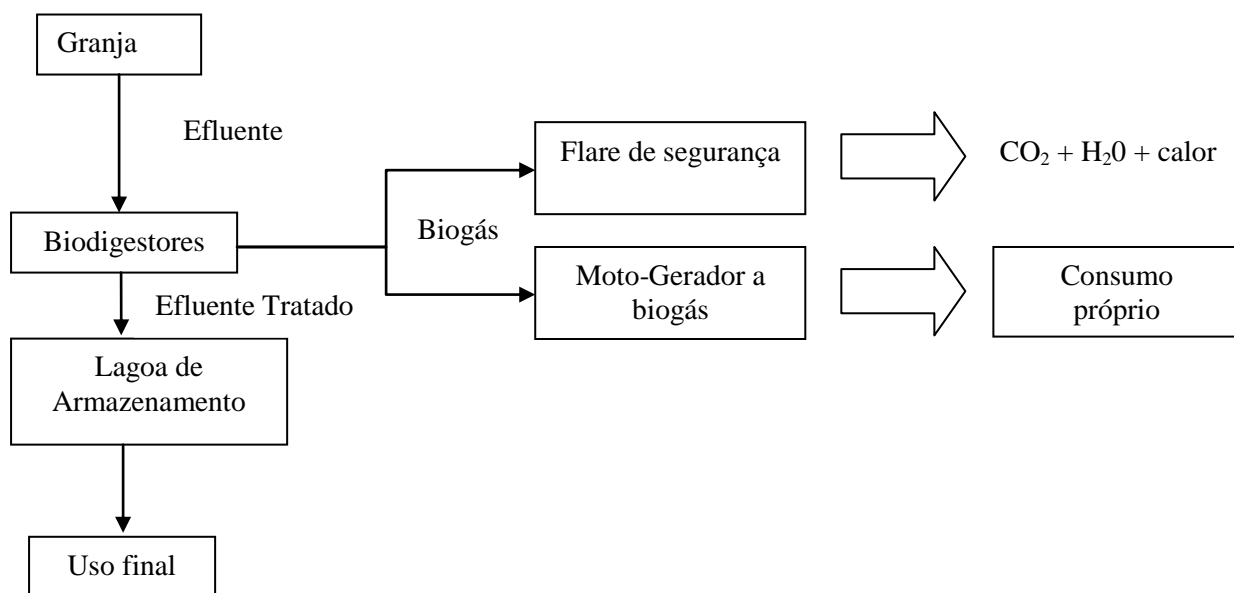 Granja
Efluente
Flare de segurança
CO₂ + H₂0 + calor
Biodigestores
Biogás
Moto-Gerador a
biogás
Consumo
próprio
Efluente Tratado
Lagoa de
Armazenamento
Uso final